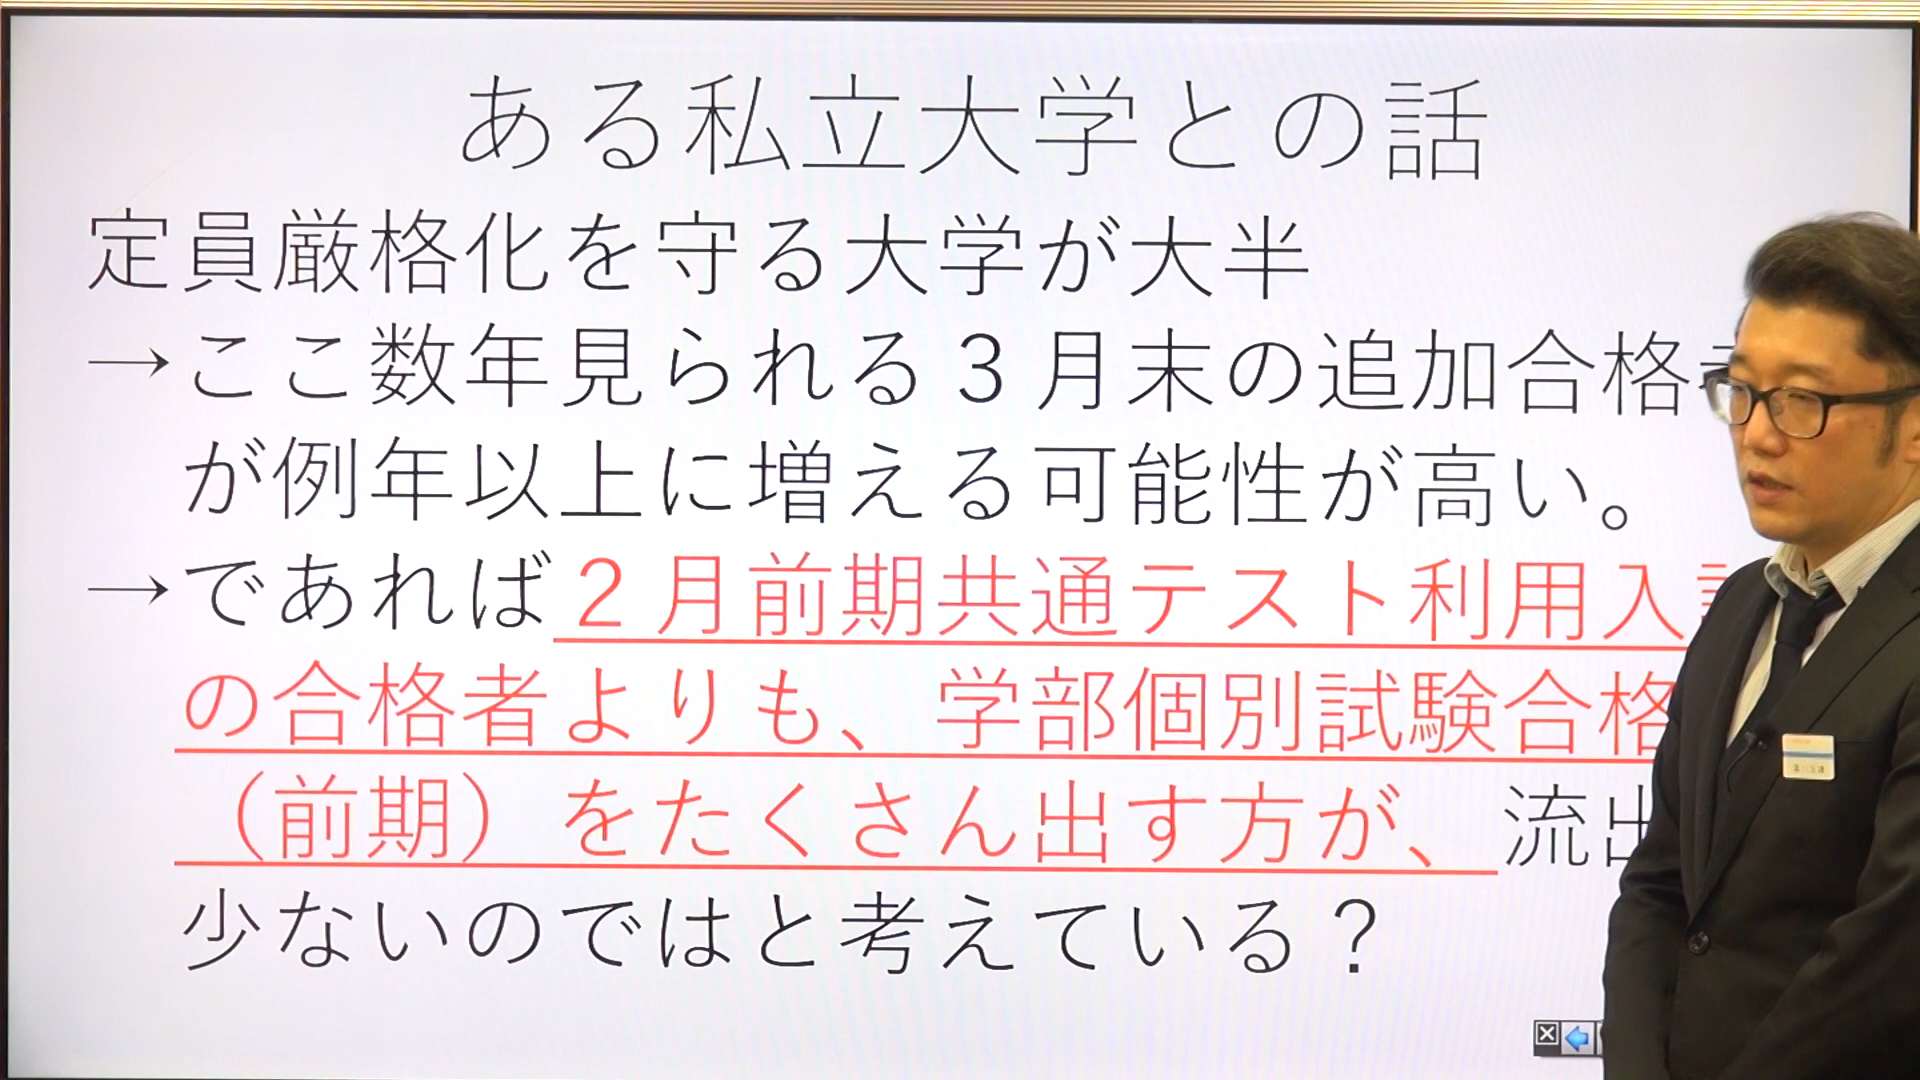 ある私立大学との話
定員厳格化を守る大学が大半
→ここ数年見られる３月末の追加合格
が例年以上に増える可能性が高い。
→であれば２月前期共通テスト利用入
の合格者よりも、学部個別試験合格
（前期）をたくさん出す方が、流出
少ないのではと考えている？